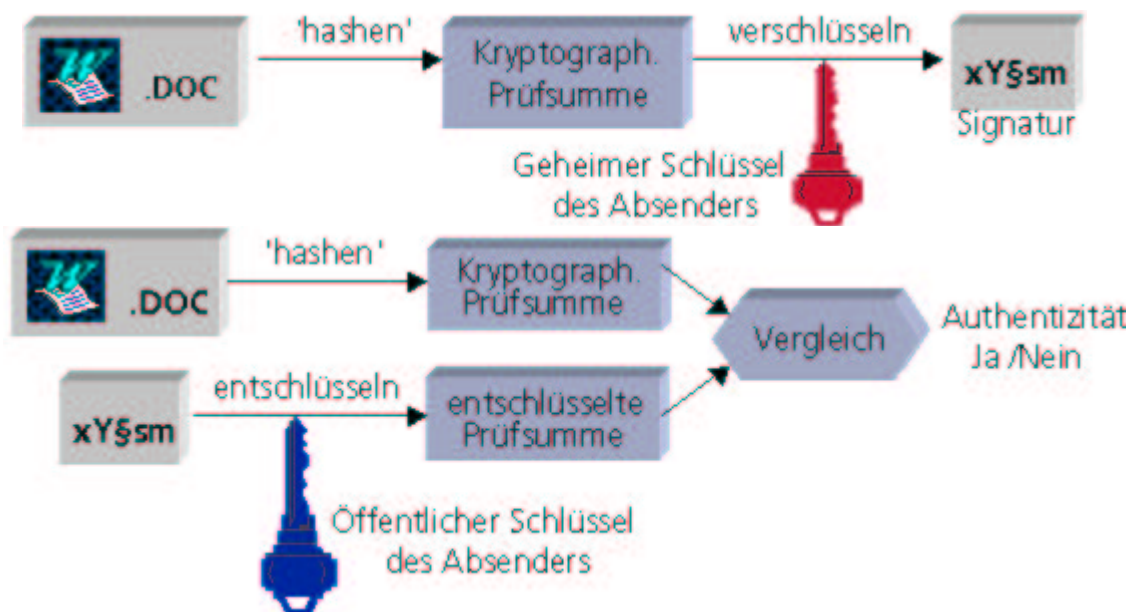 'hashen'
verschlüsseln
W
.DOC
Kryptograph.
Prüfsumme
xY§sm
Signatur
Geheimer Schlüssel
des Absenders
'hashen'
W
.DOC
Kryptograph.
Prüfsumme
Vergleich
Authentizität
Ja /Nein
entschlüsseln
xY§sm
entschlüsselte
Prüfsumme
Öffentlicher Schlüssel
des Absenders